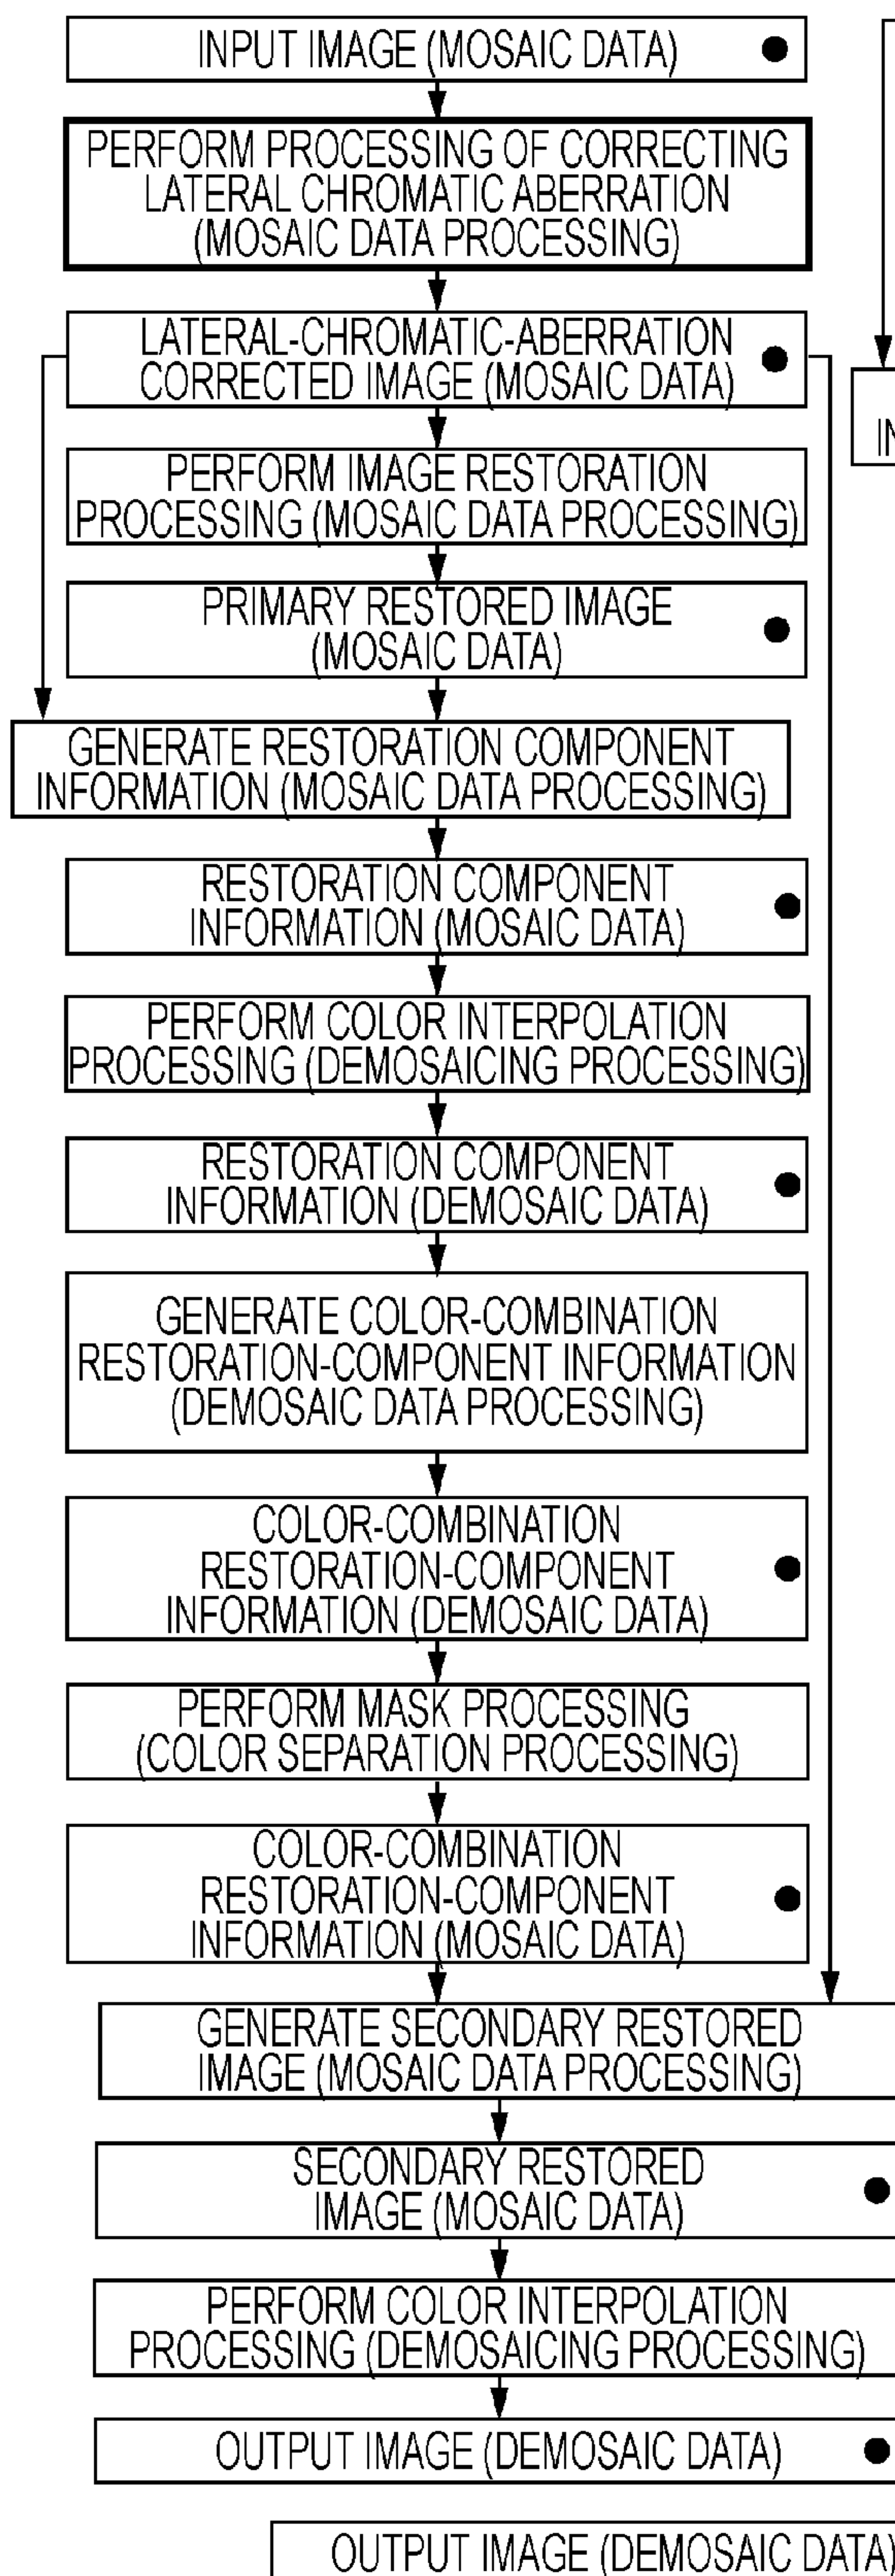 INPUT IMAGE (MOSAIC DATA)
PERFORM PROCESSING OF CORRECTING
LATERAL CHROMATIC ABERRATION
(MOSAIC DATA PROCESSING)
LATERAL-CHROMATIC-ABERRATION
CORRECTED IMAGE (MOSAIC DATA)
IN
PERFORM IMAGE RESTORATION
PROCESSING (MOSAIC DATA PROCESSING)
PRIMARY RESTORED IMAGE
(MOSAIC DATA)
GENERATE RESTORATION COMPONENT
INFORMATION (MOSAIC DATA PROCESSING)
RESTORATION COMPONENT
INFORMATION (MOSAIC DATA)
PERFORM COLOR INTERPOLATION
PROCESSING (DEMOSAICING PROCESSING)
RESTORATION COMPONENT
INFORMATION (DEMOSAIC DATA)
GENERATE COLOR-COMBINATION
RESTORATION-COMPONENT INFORMATION
(DEMOSAIC DATA PROCESSING)
COLOR-COMBINATION
RESTORATION-COMPONENT
INFORMATION (DEMOSAIC DATA)
PERFORM MASK PROCESSING
(COLOR SEPARATION PROCESSING)
COLOR-COMBINATION
RESTORATION-COMPONENT
INFORMATION (MOSAIC DATA)
GENERATE SECONDARY RESTORED
IMAGE (MOSAIC DATA PROCESSING)
SECONDARY RESTORED
IMAGE (MOSAIC DATA)
PERFORM COLOR INTERPOLATION
PROCESSING (DEMOSAICING PROCESSING)
OUTPUT IMAGE (DEMOSAIC DATA)
OUTPUT IMAGE (DEMOSAIC DATA)